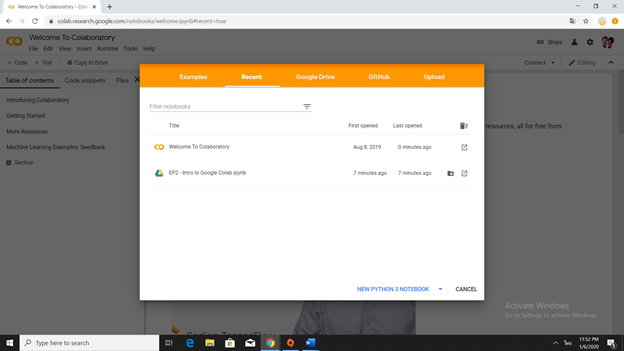 Welcome To Colaboratory - Cola
colab.research.google.com/notebooks/welcome.ipynb#recent=true
Welcome To Colaboratory
File Edit View Insert Runtime Tools Help
Share
+ Code + Text Copy to Drive
Connect Editing
Table of contents Code snippets Files
Introducing Colaboratory
Getting Started
More Resources
Machine Learning Examples: Seedbank
Section
Examples Recent Google Drive GitHub Upload
Filter notebooks
Title First opened Last opened
Welcome To Colaboratory Aug 8, 2019 0 minutes ago
EP2 - Intro to Google Colab.ipynb 7 minutes ago 7 minutes ago
resources, all for free from
NEW PYTHON 3 NOTEBOOK CANCEL
Activate Windows
Go to Settings to activate Windows.
Coding TensorFlow
Type here to search
11:52 PM
1/6/2020